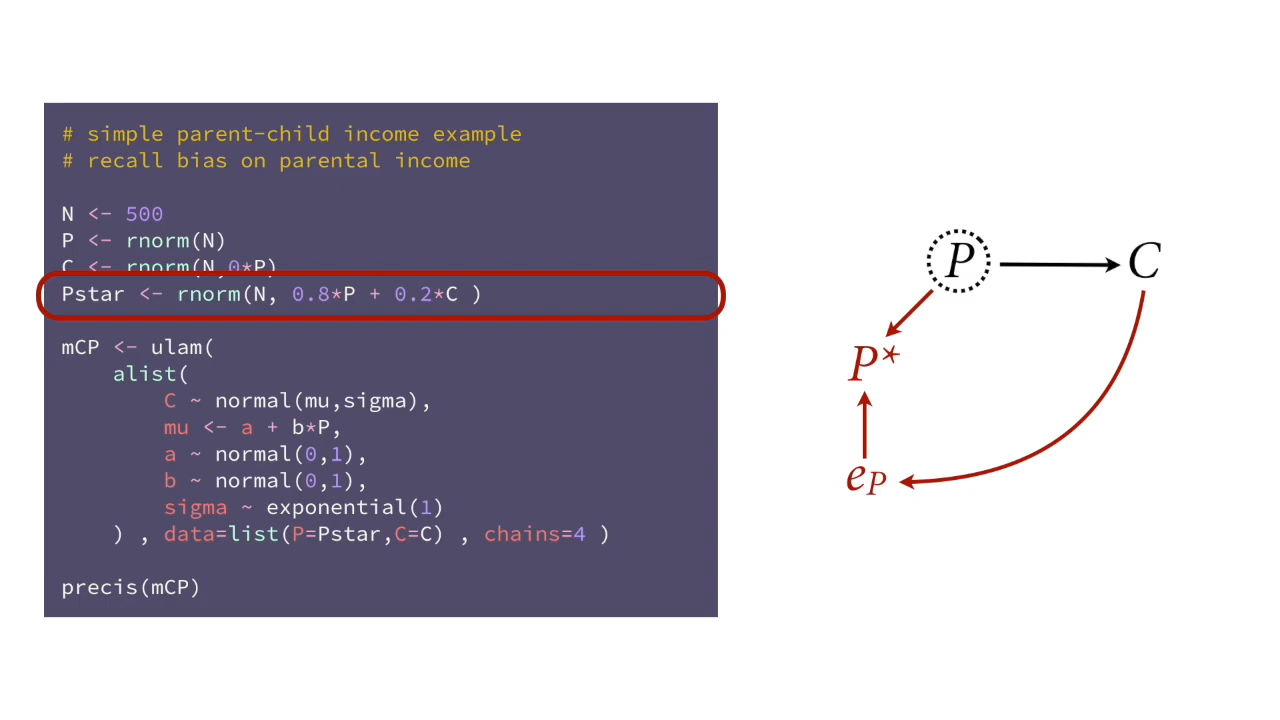 # simple parent-child income example
# recall bias on parental income
N <- 500
P <- rnorm(N)
C <- rnorm(N,0*P)
Pstar <- rnorm(N, 0.8*P + 0.2*C )
mCP <- ulam(
alist(
C ~ normal(mu,sigma),
mu <- a + b*P,
a ~ normal(0,1),
b ~ normal(0,1),
sigma ~ exponential(1)
) , data=list(P=Pstar,C=C) , chains=4 )
precis(mCP)
P C
P*
eP